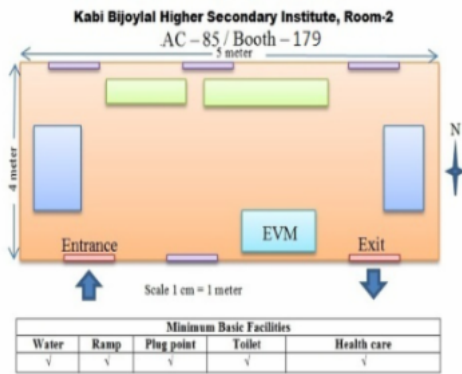 Kabi Bijoylal Higher Secondary Institute, Room-2
AC – 85 / Booth – 179
5 meter
4 meter
N
EVM
Entrance
Exit
Scale 1 cm = 1 meter
Minimum Basic Facilities
Water Ramp Plug point Toilet Health care
√ √ √ √ √